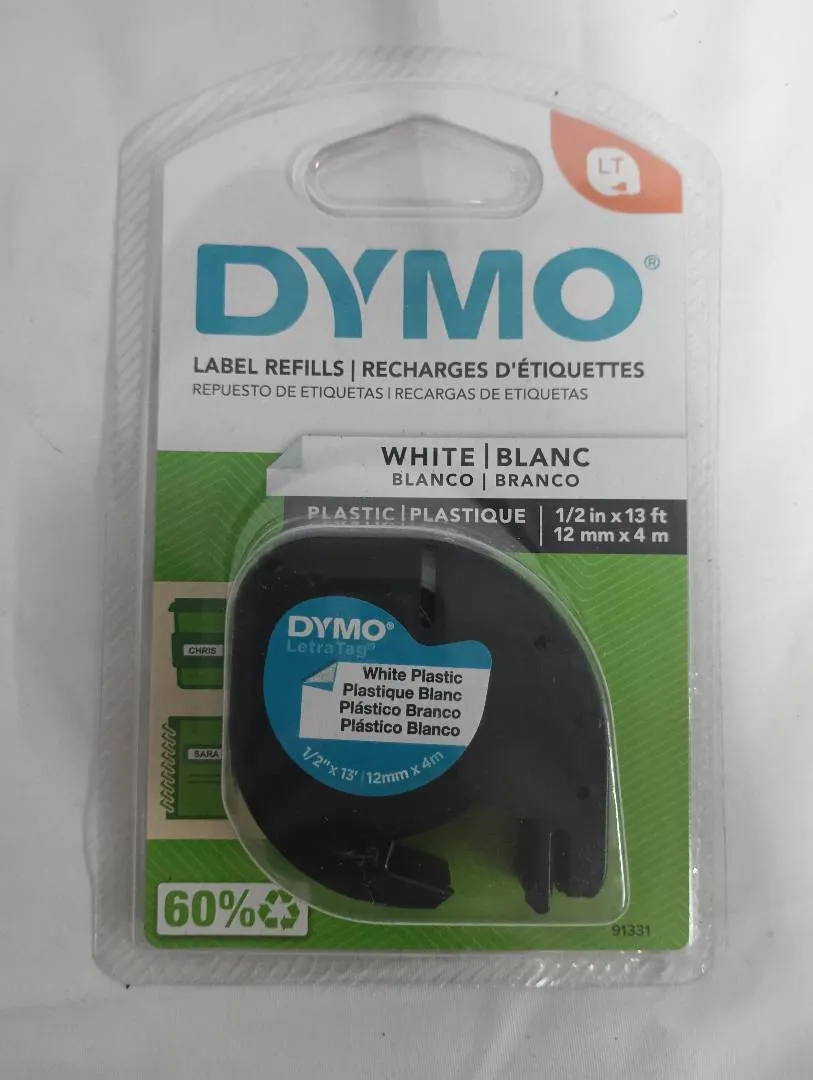 LT
DYMO®
LABEL REFILLS | RECHARGES D'ÉTIQUETTES
REPUESTO DE ETIQUETAS | RECARGAS DE ETIQUETAS
WHITE | BLANC
BLANCO | BRANCO
PLASTIC | PLASTIQUE | 1/2 in x 13 ft
12 mm x 4 m
CHRIS
SARA
DYMO®
LetraTag®
White Plastic
Plastique Blanc
Plástico Branco
Plástico Blanco
1/2" x 13' | 12mm x 4m
60%
91331